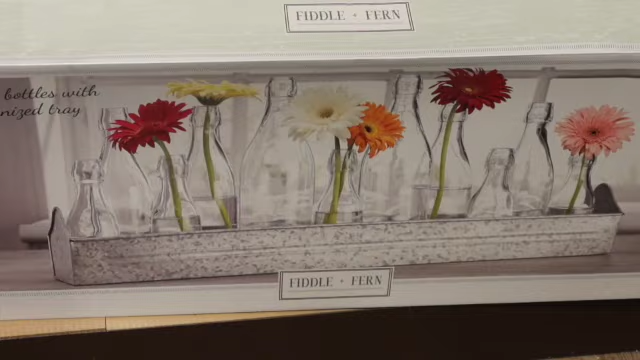 FIDDLE + FERN
bottles with
nized tray
FIDDLE + FERN